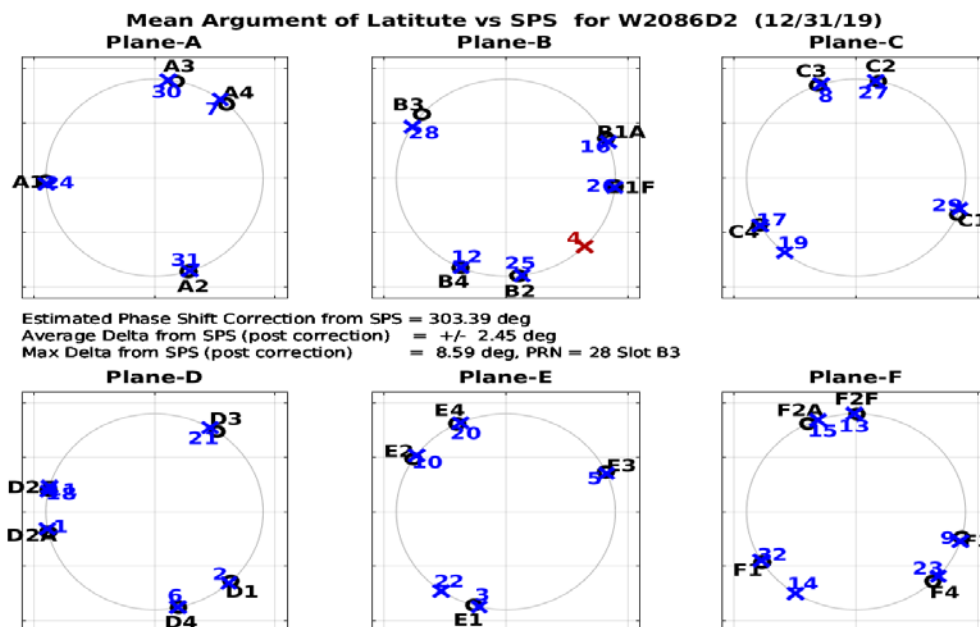 Mean Argument of Latitute vs SPS for W2086D2 (12/31/19)
Plane-A Plane-B Plane-C
A3
30
A4
7
A1 24
31
A2
B3
28
B1A
16
B1F
4
12
B4
25
B2
C3
8
C2
27
29
C1
17
C4
19
Estimated Phase Shift Correction from SPS = 303.39 deg
Average Delta from SPS (post correction) = +/- 2.45 deg
Max Delta from SPS (post correction) = 8.59 deg, PRN = 28 Slot B3
Plane-D Plane-E Plane-F
D3
21
18
1
D2A
2
D1
6
D4
E4
20
E2
10
E3
5
22
3
E1
F2A
15
F2F
13
9
32
F1
14
23
F4